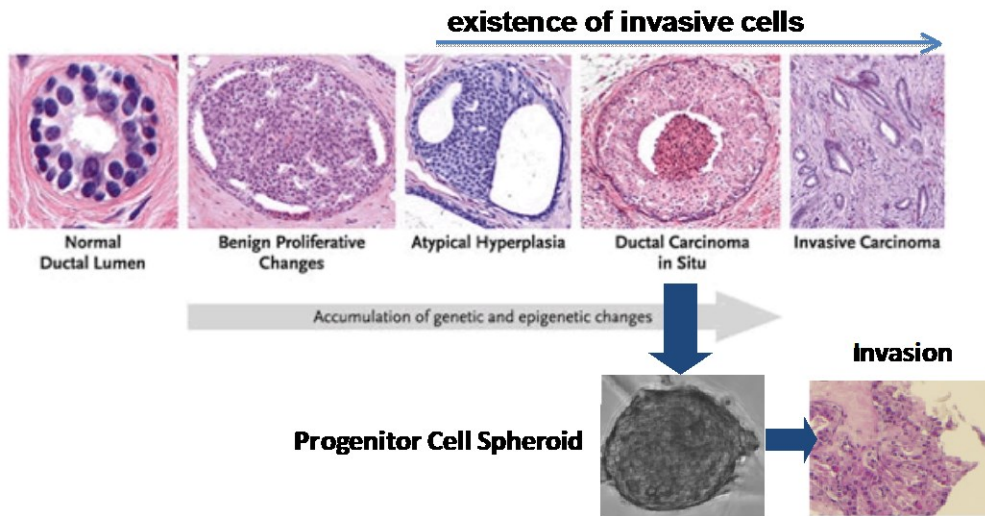 existence of invasive cells
Normal
Ductal Lumen
Benign Proliferative
Changes
Atypical Hyperplasia
Ductal Carcinoma
in Situ
Invasive Carcinoma
Accumulation of genetic and epigenetic changes
Invasion
Progenitor Cell Spheroid